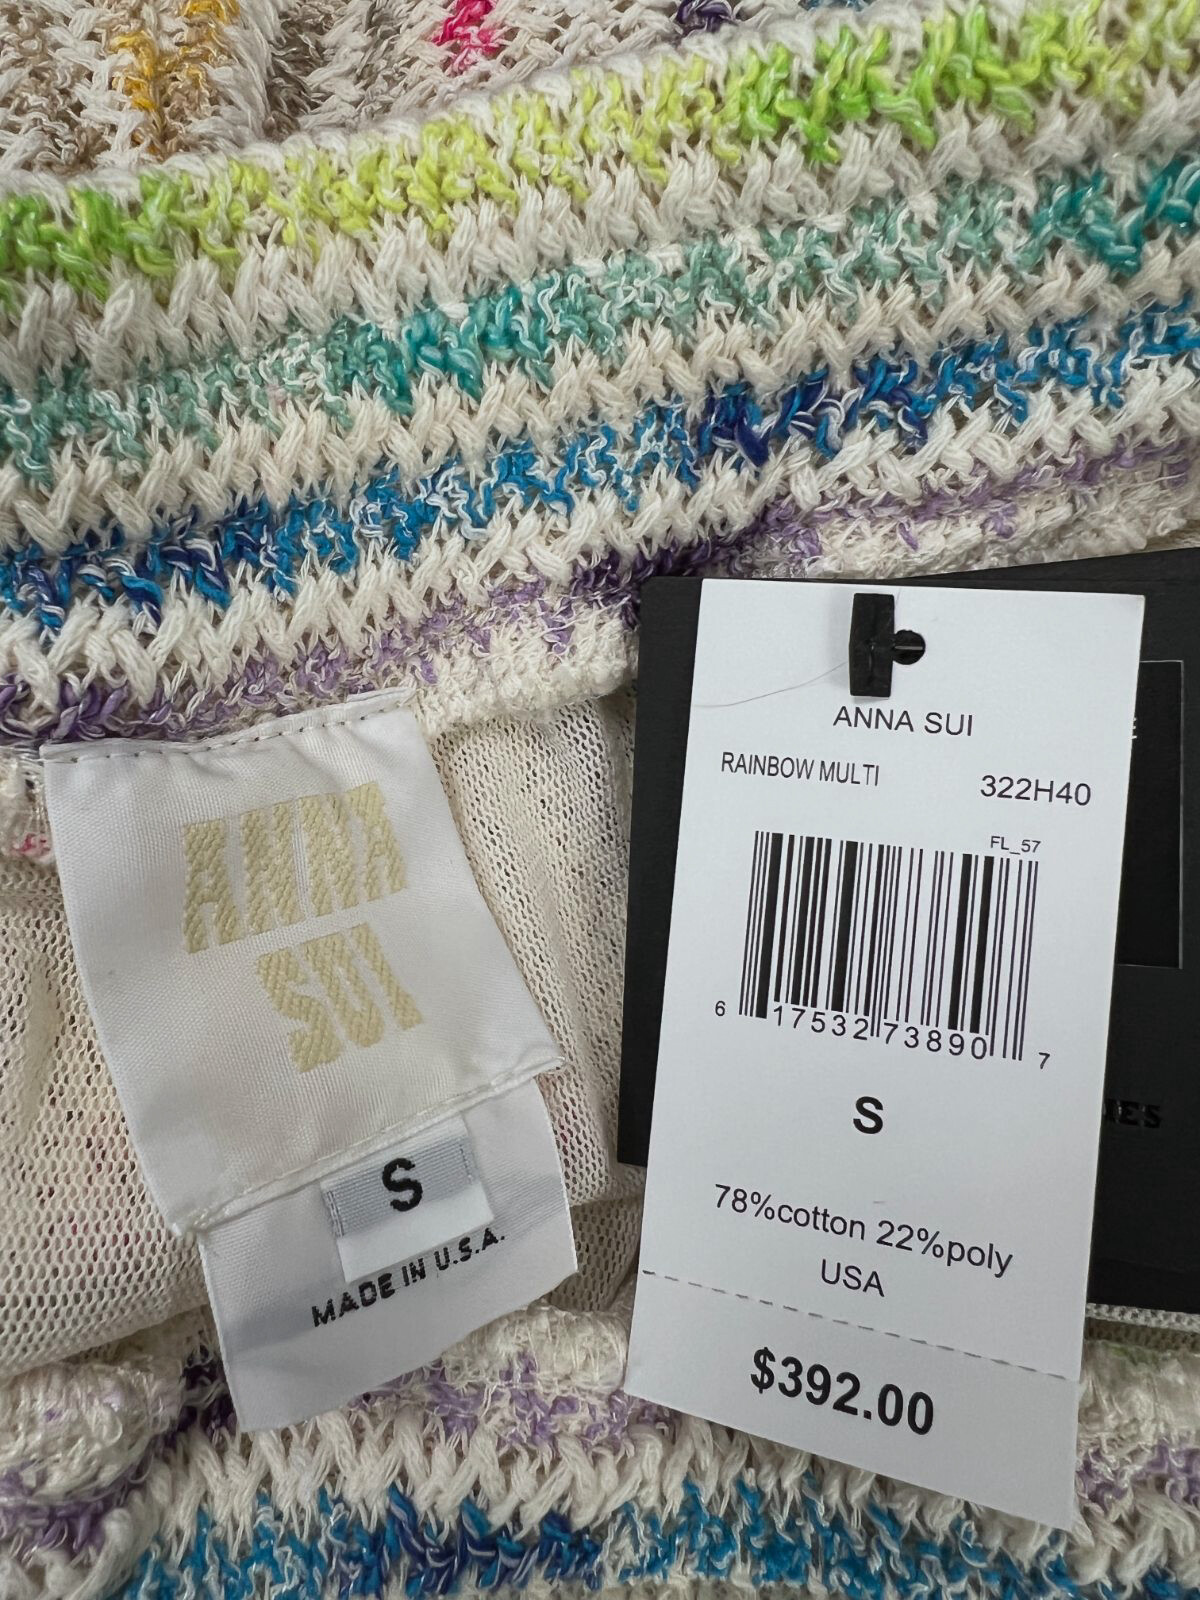 ANNA
SUI
S
MADE IN U.S.A.
ANNA SUI
RAINBOW MULTI 322H40
FL_57
6 17532 73890 7
S
78%cotton 22%poly
USA
$392.00